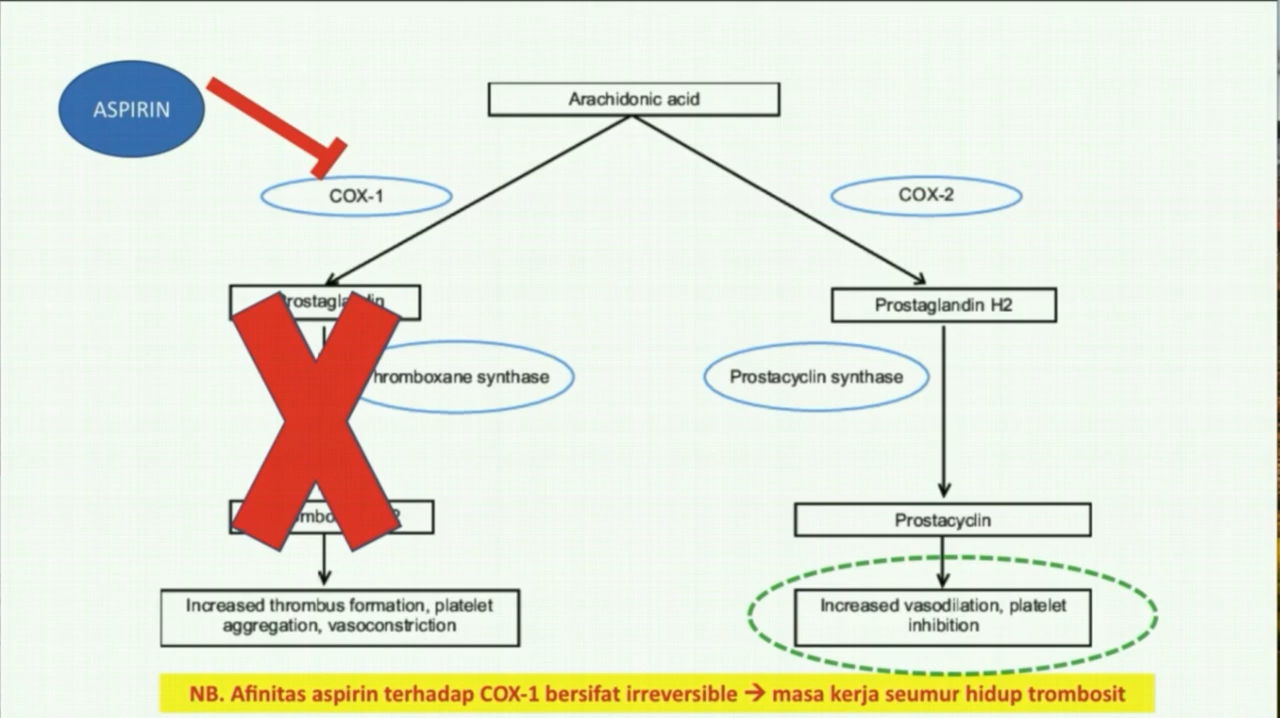 ASPIRIN
Arachidonic acid
COX-1
COX-2
Prostaglandin H2
synthase
Prostacyclin synthase
Prostacyclin
Increased thrombus formation, platelet
aggregation, vasoconstriction
Increased vasodilation, platelet
inhibition
NB. Afinitas aspirin terhadap COX-1 bersifat irreversible → masa kerja seumur hidup trombosit